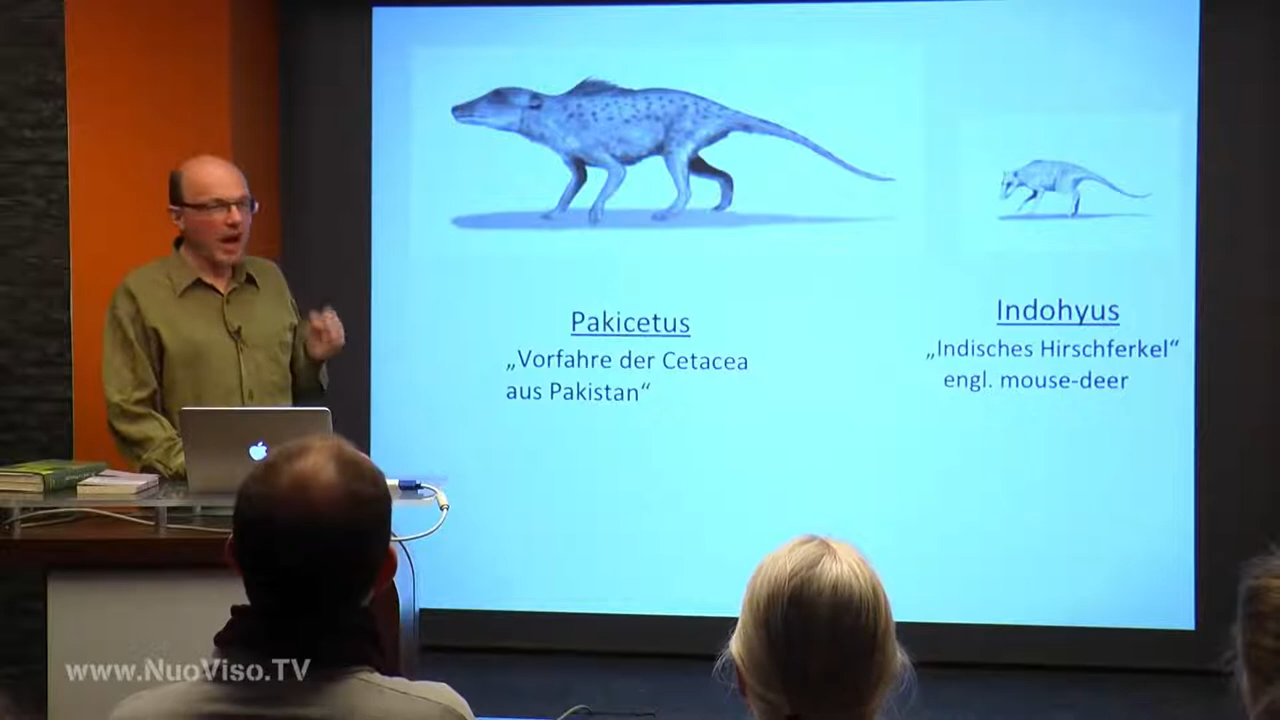 Pakicetus
„Vorfahre der Cetacea
aus Pakistan“
Indohyus
„Indisches Hirschferkel“
engl. mouse-deer
www.NuoViso.TV